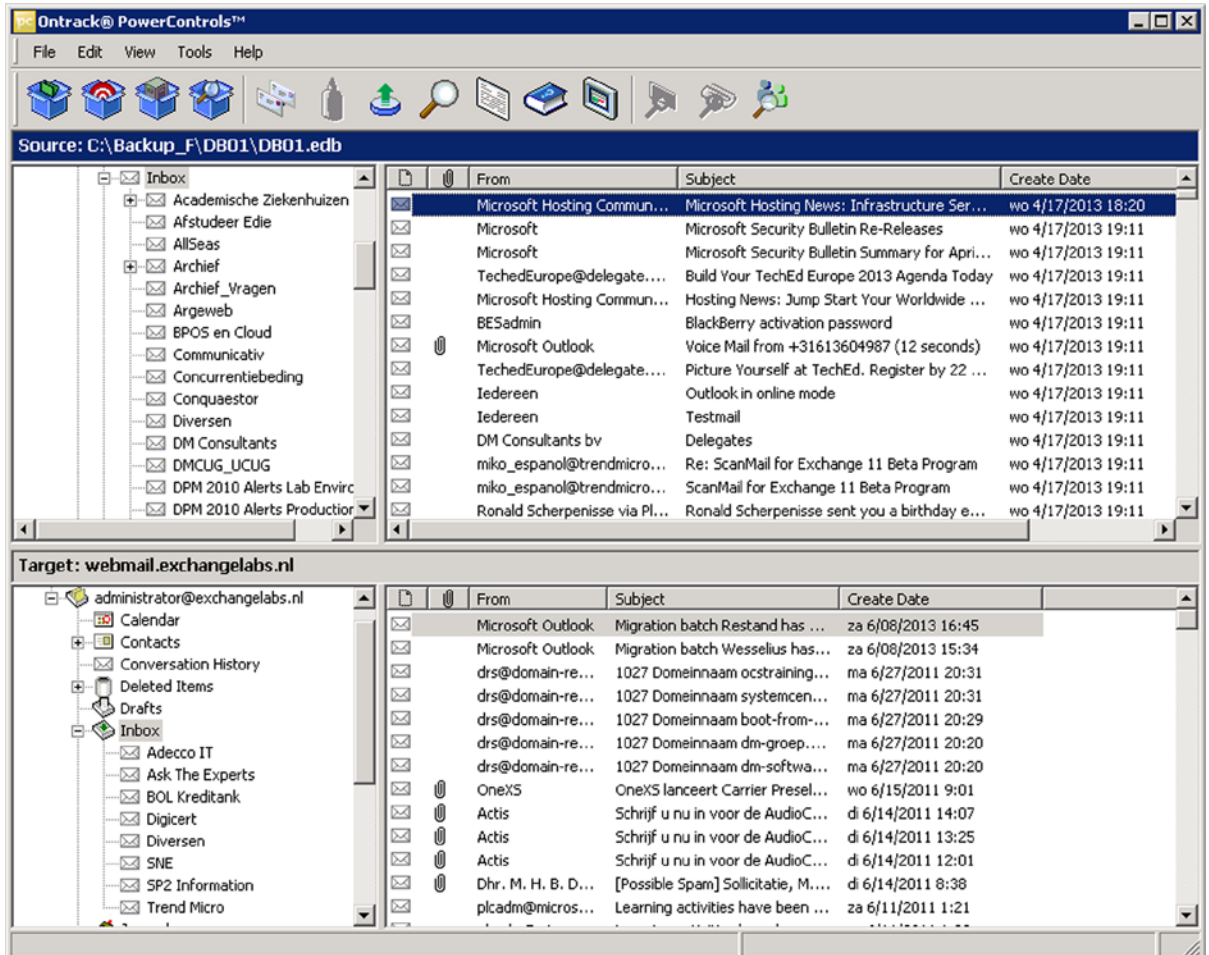 Ontrack® PowerControls™
File Edit View Tools Help
Source: C:\Backup_F\DB01\DB01.edb
Inbox
Academische Ziekenhuizen
Afstudeer Edie
AllSeas
Archief
Archief_Vragen
Argeweb
BPOS en Cloud
Communicativ
Concurrentiebeding
Conquaestor
Diversen
DM Consultants
DMCUG_UCUG
DPM 2010 Alerts Lab Enviro
DPM 2010 Alerts Production
From Subject Create Date
Microsoft Hosting Commun... Microsoft Hosting News: Infrastructure Ser... wo 4/17/2013 18:20
Microsoft Microsoft Security Bulletin Re-Releases wo 4/17/2013 19:11
Microsoft Microsoft Security Bulletin Summary for Apri... wo 4/17/2013 19:11
TechedEurope@delegate.... Build Your TechEd Europe 2013 Agenda Today wo 4/17/2013 19:11
Microsoft Hosting Commun... Hosting News: Jump Start Your Worldwide ... wo 4/17/2013 19:11
BESadmin BlackBerry activation password wo 4/17/2013 19:11
Microsoft Outlook Voice Mail from +31613604987 (12 seconds) wo 4/17/2013 19:11
TechedEurope@delegate.... Picture Yourself at TechEd. Register by 22 ... wo 4/17/2013 19:11
Iedereen Outlook in online mode wo 4/17/2013 19:11
Iedereen Testmail wo 4/17/2013 19:11
DM Consultants bv Delegates wo 4/17/2013 19:11
miko_espanol@trendmicro... Re: ScanMail for Exchange 11 Beta Program wo 4/17/2013 19:11
miko_espanol@trendmicro... ScanMail for Exchange 11 Beta Program wo 4/17/2013 19:11
Ronald Scherpenisse via Pl... Ronald Scherpenisse sent you a birthday e... wo 4/17/2013 19:11
Target: webmail.exchangelabs.nl
administrator@exchangelabs.nl
Calendar
Contacts
Conversation History
Deleted Items
Drafts
Inbox
Adecco IT
Ask The Experts
BOL Kreditank
Digicert
Diversen
SNE
SP2 Information
Trend Micro
From Subject Create Date
Microsoft Outlook Migration batch Restand has ... za 6/08/2013 16:45
Microsoft Outlook Migration batch Wesselius has... za 6/08/2013 15:34
drs@domain-re... 1027 Domeinnaam ocstraining... ma 6/27/2011 20:31
drs@domain-re... 1027 Domeinnaam systemcen... ma 6/27/2011 20:31
drs@domain-re... 1027 Domeinnaam boot-from-... ma 6/27/2011 20:29
drs@domain-re... 1027 Domeinnaam dm-groep.... ma 6/27/2011 20:20
drs@domain-re... 1027 Domeinnaam dm-softwa... ma 6/27/2011 20:20
OneXS OneXS lanceert Carrier Presel... wo 6/15/2011 9:01
Actis Schrijf u nu in voor de AudioC... di 6/14/2011 14:07
Actis Schrijf u nu in voor de AudioC... di 6/14/2011 13:25
Actis Schrijf u nu in voor de AudioC... di 6/14/2011 12:01
Dhr. M. H. B. D... [Possible Spam] Sollicitatie, M.... di 6/14/2011 8:38
plcadm@micros... Learning activities have been ... za 6/11/2011 1:21